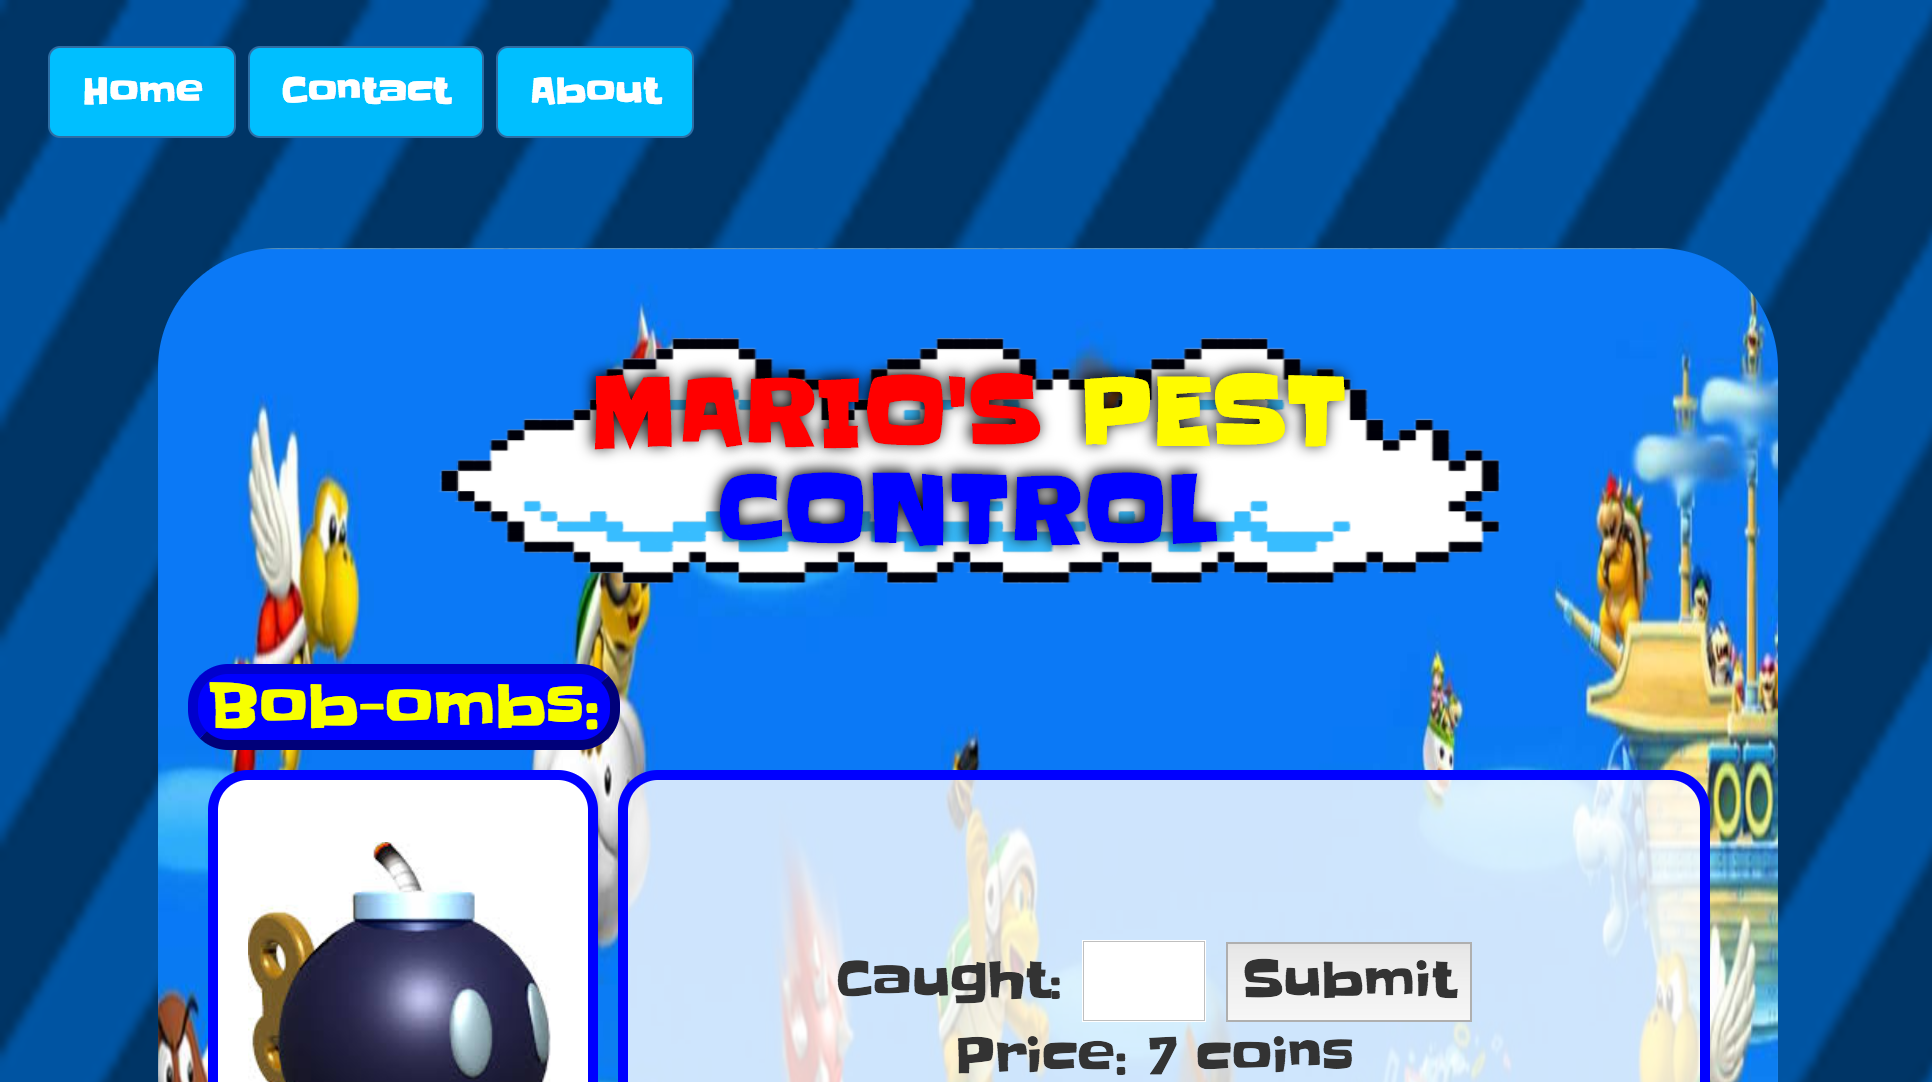 Home
Contact
About
MARIO'S PEST
CONTROL
Bob-ombs:
Caught:
Submit
Price: 7 coins